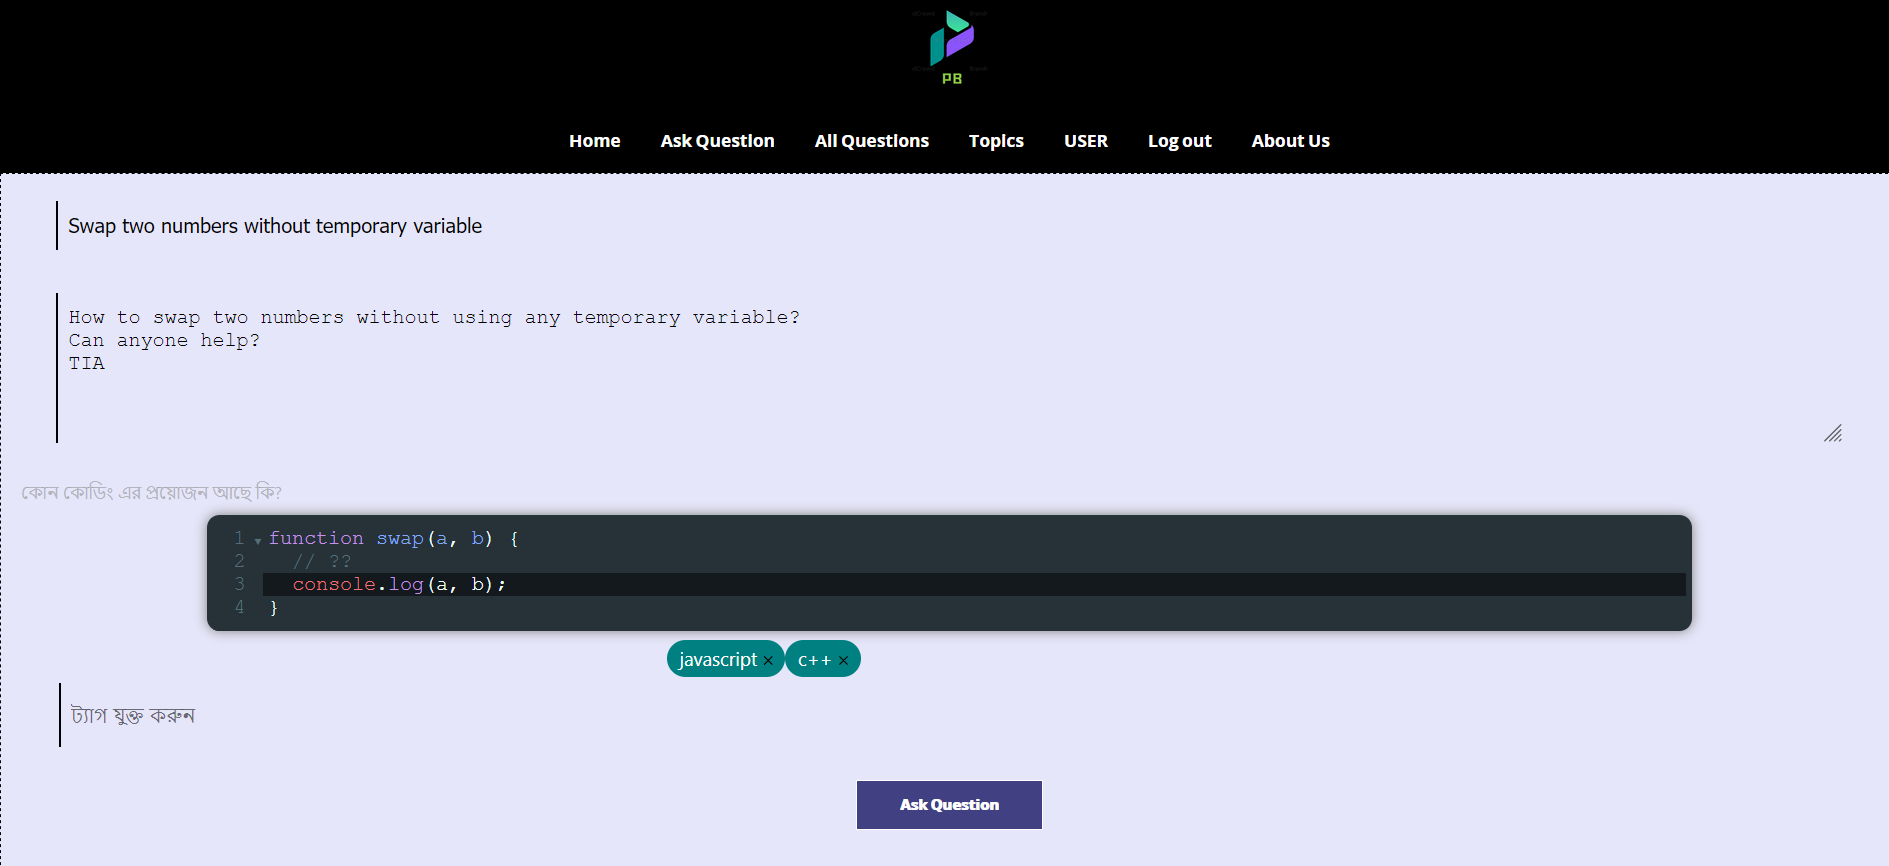 PB
Home Ask Question All Questions Topics USER Log out About Us
Swap two numbers without temporary variable
How to swap two numbers without using any temporary variable?
Can anyone help?
TIA
কোন কোডিং এর প্রয়োজন আছে কি?
1 function swap(a, b) {
2 // ??
3 console.log(a, b);
4 }
javascript × c++ ×
ট্যাগ যুক্ত করুন
Ask Question